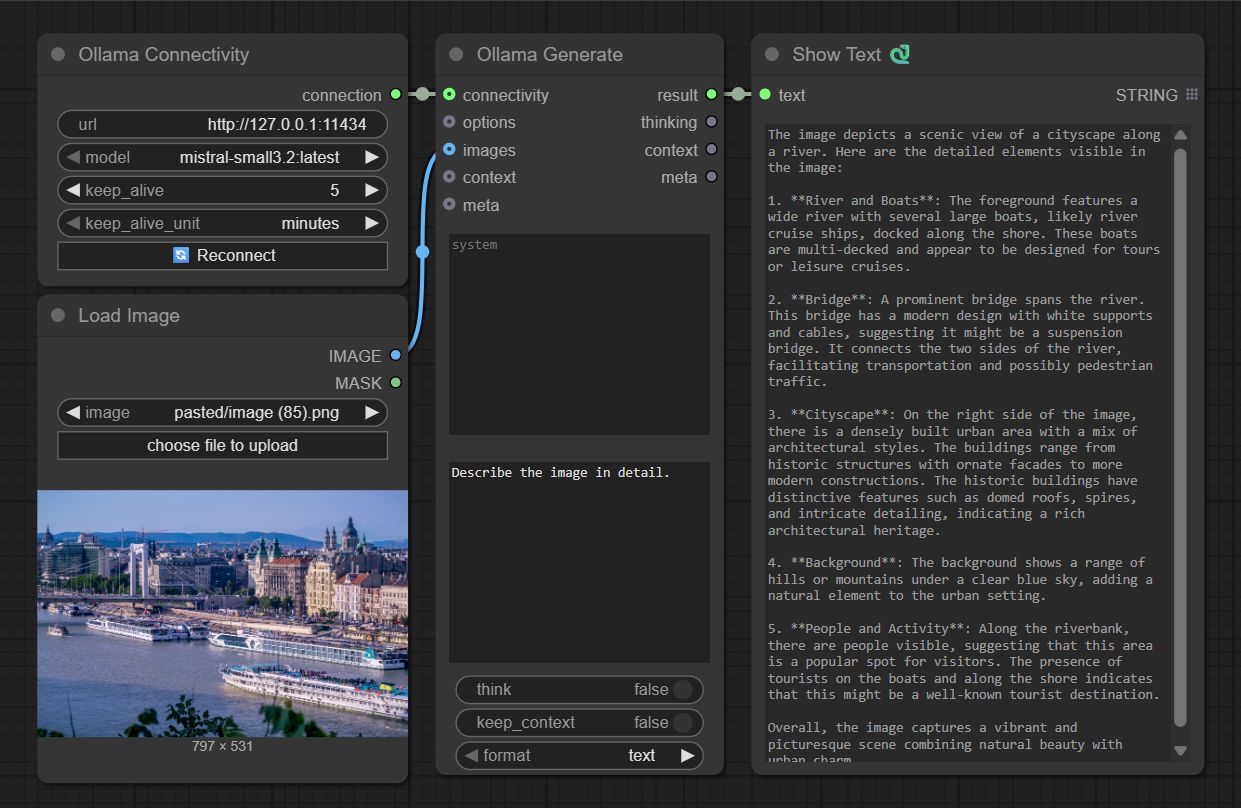 Ollama Connectivity
connection
url http://127.0.0.1:11434
model mistral-small3.2:latest
keep_alive 5
keep_alive_unit minutes
Reconnect
Load Image
IMAGE
MASK
image pasted/image (85).png
choose file to upload
797 × 531
Ollama Generate
connectivity result
options thinking
images context
context meta
meta
system
Describe the image in detail.
think false
keep_context false
format text
Show Text
text STRING
The image depicts a scenic view of a cityscape along
a river. Here are the detailed elements visible in
the image:
1. **River and Boats**: The foreground features a
wide river with several large boats, likely river
cruise ships, docked along the shore. These boats
are multi-decked and appear to be designed for tours
or leisure cruises.
2. **Bridge**: A prominent bridge spans the river.
This bridge has a modern design with white supports
and cables, suggesting it might be a suspension
bridge. It connects the two sides of the river,
facilitating transportation and possibly pedestrian
traffic.
3. **Cityscape**: On the right side of the image,
there is a densely built urban area with a mix of
architectural styles. The buildings range from
historic structures with ornate facades to more
modern constructions. The historic buildings have
distinctive features such as domed roofs, spires,
and intricate detailing, indicating a rich
architectural heritage.
4. **Background**: The background shows a range of
hills or mountains under a clear blue sky, adding a
natural element to the urban setting.
5. **People and Activity**: Along the riverbank,
there are people visible, suggesting that this area
is a popular spot for visitors. The presence of
tourists on the boats and along the shore indicates
that this might be a well-known tourist destination.
Overall, the image captures a vibrant and
picturesque scene combining natural beauty with
urban charm